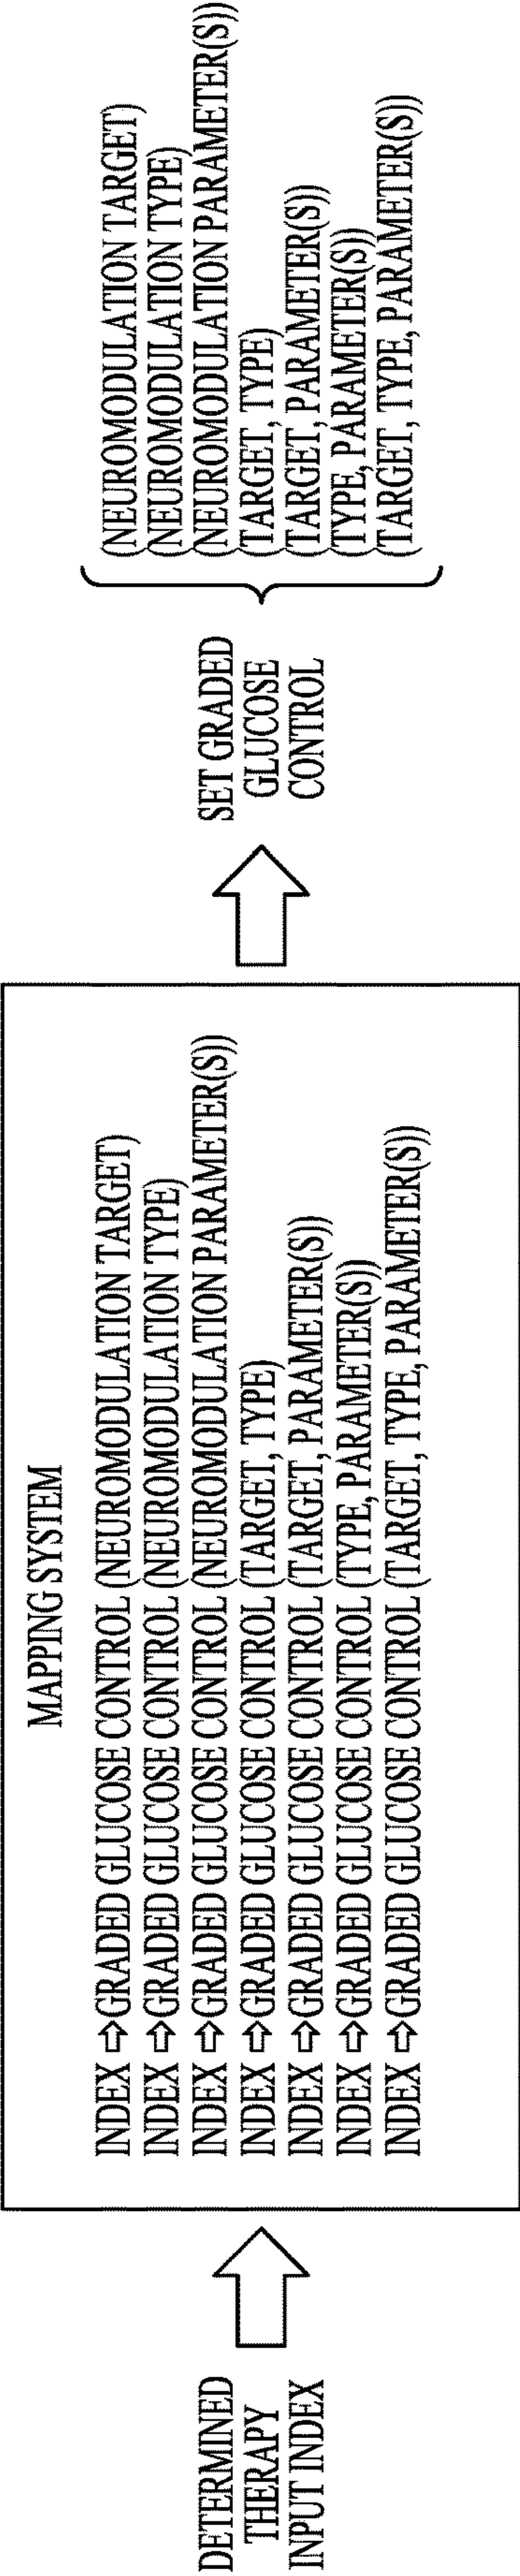 DETERMINED
THERAPY
INPUT INDEX
MAPPING SYSTEM
INDEX ⇨ GRADED GLUCOSE CONTROL (NEUROMODULATION TARGET)
INDEX ⇨ GRADED GLUCOSE CONTROL (NEUROMODULATION TYPE)
INDEX ⇨ GRADED GLUCOSE CONTROL (NEUROMODULATION PARAMETER(S))
INDEX ⇨ GRADED GLUCOSE CONTROL (TARGET, TYPE)
INDEX ⇨ GRADED GLUCOSE CONTROL (TARGET, PARAMETER(S))
INDEX ⇨ GRADED GLUCOSE CONTROL (TYPE, PARAMETER(S))
INDEX ⇨ GRADED GLUCOSE CONTROL (TARGET, TYPE, PARAMETER(S))
SET GRADED
GLUCOSE
CONTROL
(NEUROMODULATION TARGET)
(NEUROMODULATION TYPE)
(NEUROMODULATION PARAMETER(S))
(TARGET, TYPE)
(TARGET, PARAMETER(S))
(TYPE, PARAMETER(S))
(TARGET, TYPE, PARAMETER(S))